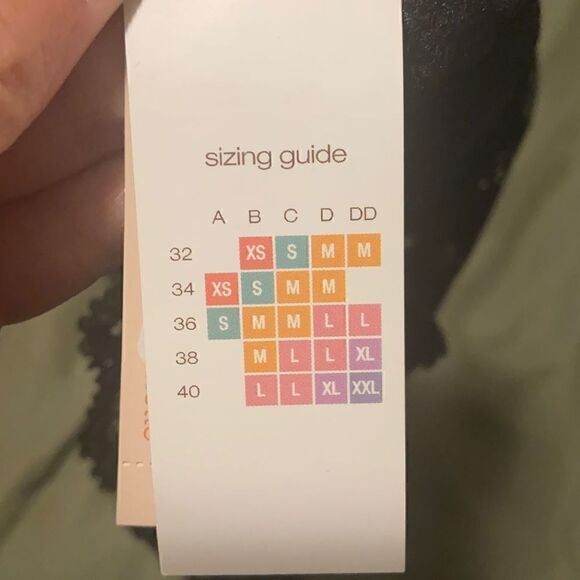 sizing guide
A B C D DD
32 XS S M M
34 XS S M M
36 S M M L L
38 M L L XL
40 L L XL XXL